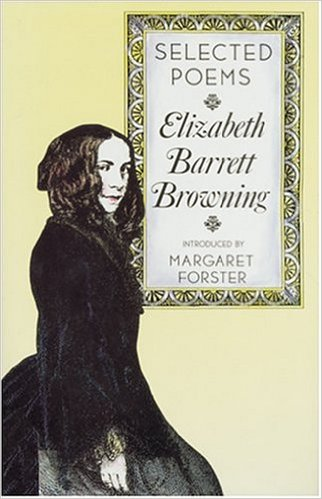 SELECTED
POEMS
Elizabeth
Barrett
Browning
INTRODUCED BY
MARGARET
FORSTER